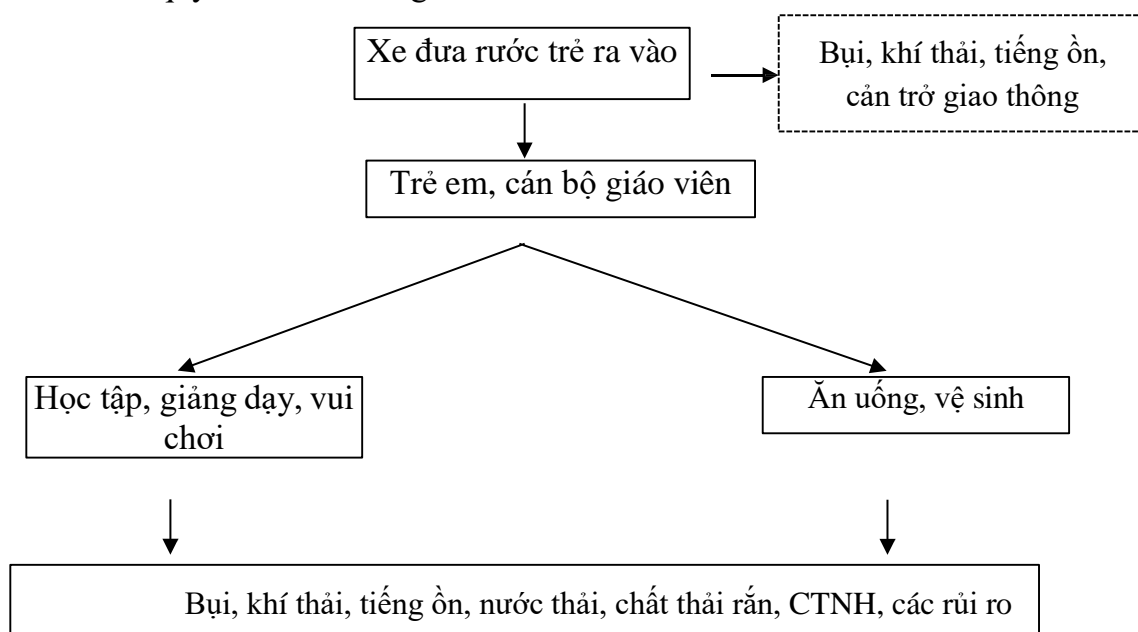 Xe đưa rước trẻ ra vào
Bụi, khí thải, tiếng ồn,
cản trở giao thông
Trẻ em, cán bộ giáo viên
Học tập, giảng dạy, vui
chơi
Ăn uống, vệ sinh
Bụi, khí thải, tiếng ồn, nước thải, chất thải rắn, CTNH, các rủi ro